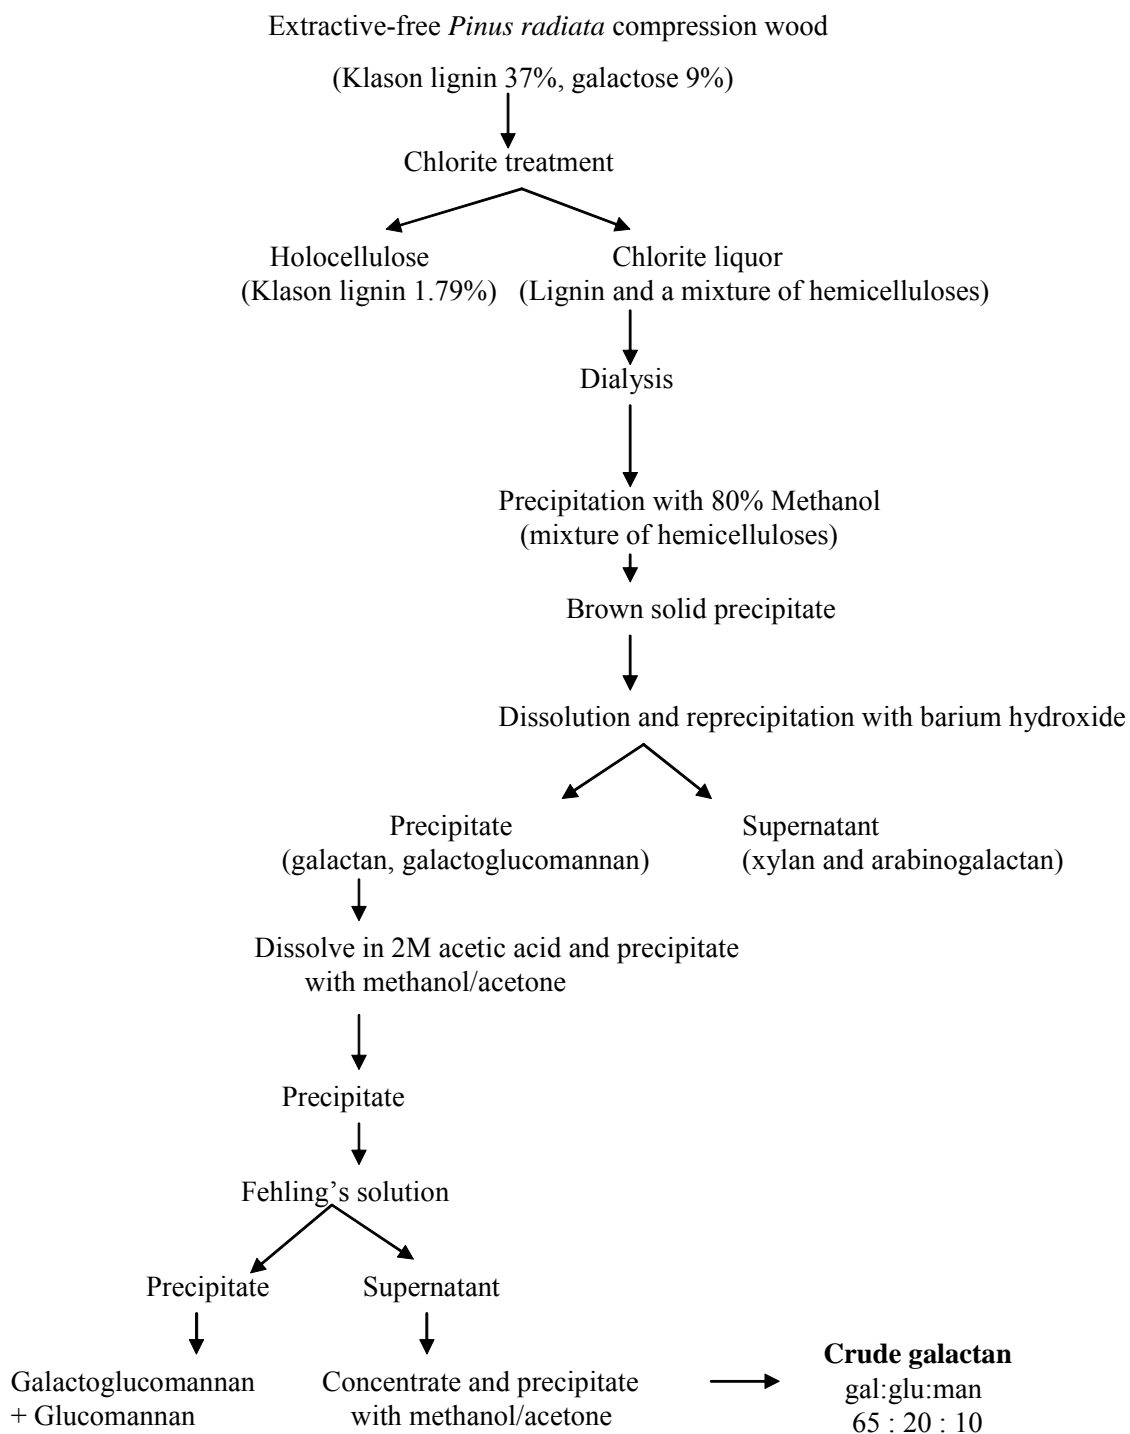 Extractive-free Pinus radiata compression wood
(Klason lignin 37%, galactose 9%)
Chlorite treatment
Holocellulose
(Klason lignin 1.79%)
Chlorite liquor
(Lignin and a mixture of hemicelluloses)
Dialysis
Precipitation with 80% Methanol
(mixture of hemicelluloses)
Brown solid precipitate
Dissolution and reprecipitation with barium hydroxide
Precipitate
(galactan, galactoglucomannan)
Supernatant
(xylan and arabinogalactan)
Dissolve in 2M acetic acid and precipitate
with methanol/acetone
Precipitate
Fehling’s solution
Precipitate
Supernatant
Galactoglucomannan
+ Glucomannan
Concentrate and precipitate
with methanol/acetone
Crude galactan
gal:glu:man
65 : 20 : 10